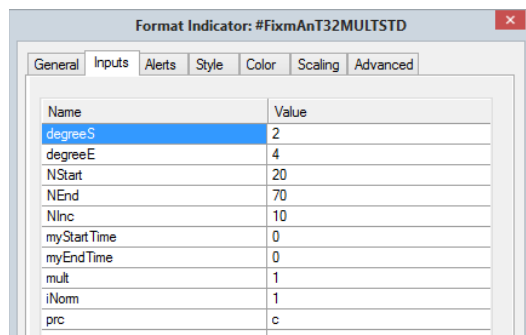 Format Indicator: #FixmAnT32MULTSTD
General Inputs Alerts Style Color Scaling Advanced
Name Value
degreeS 2
degreeE 4
NStart 20
NEnd 70
NInc 10
myStartTime 0
myEndTime 0
mult 1
iNorm 1
prc c